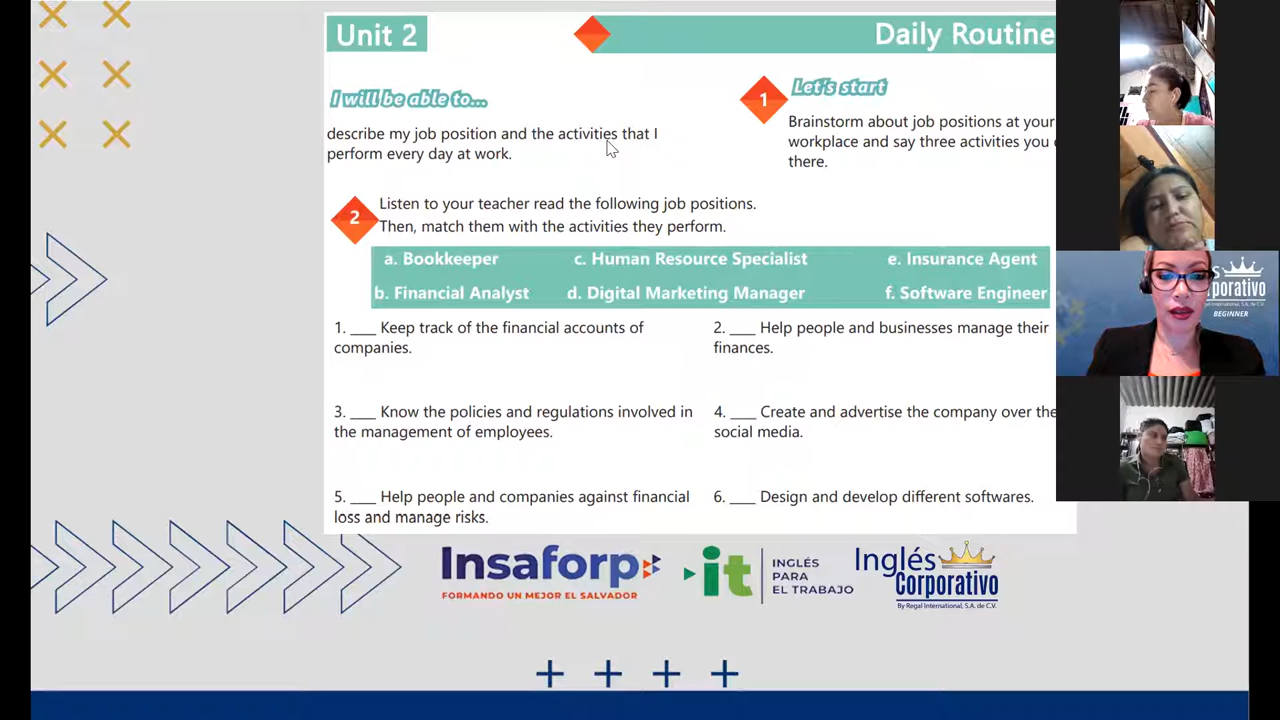 Unit 2
Daily Routine
I will be able to...
describe my job position and the activities that I
perform every day at work.
1
Let's start
Brainstorm about job positions at your
workplace and say three activities you
there.
2
Listen to your teacher read the following job positions.
Then, match them with the activities they perform.
a. Bookkeeper
c. Human Resource Specialist
e. Insurance Agent
b. Financial Analyst
d. Digital Marketing Manager
f. Software Engineer
1. ___ Keep track of the financial accounts of
companies.
2. ___ Help people and businesses manage their
finances.
3. ___ Know the policies and regulations involved in
the management of employees.
4. ___ Create and advertise the company over the
social media.
5. ___ Help people and companies against financial
loss and manage risks.
6. ___ Design and develop different softwares.
Insaforp
FORMANDO UN MEJOR EL SALVADOR
it
INGLÉS
PARA
EL TRABAJO
Inglés
Corporativo
By Regal International, S.A. de C.V.
BEGINNER